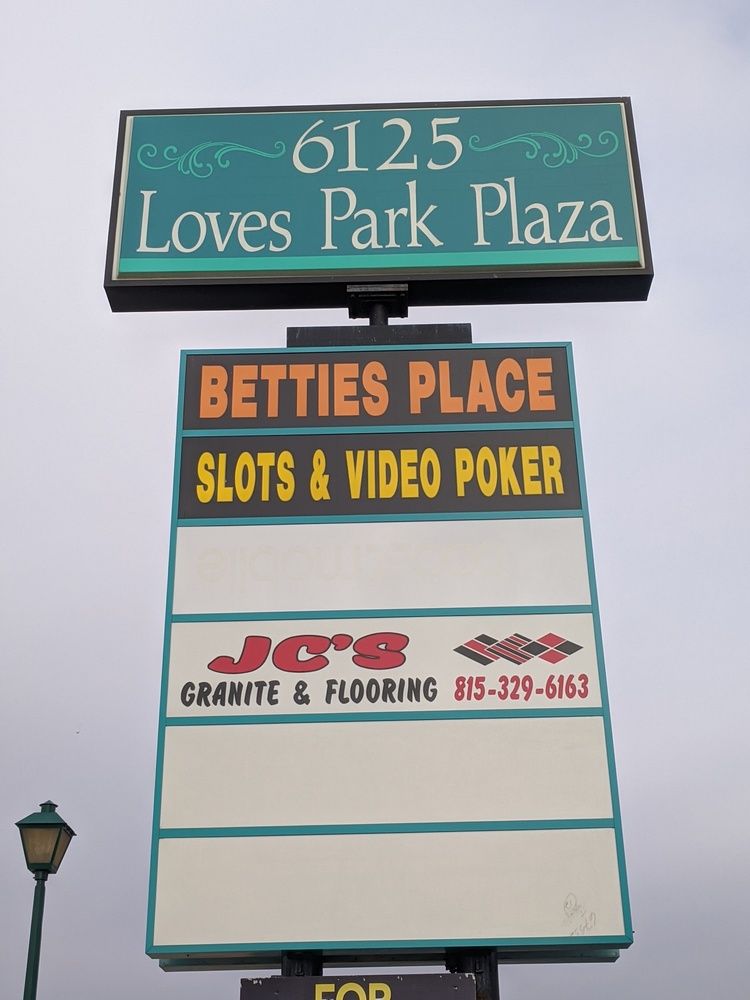 6125
Loves Park Plaza
BETTIES PLACE
SLOTS & VIDEO POKER
JC'S
GRANITE & FLOORING 815-329-6163
FOR